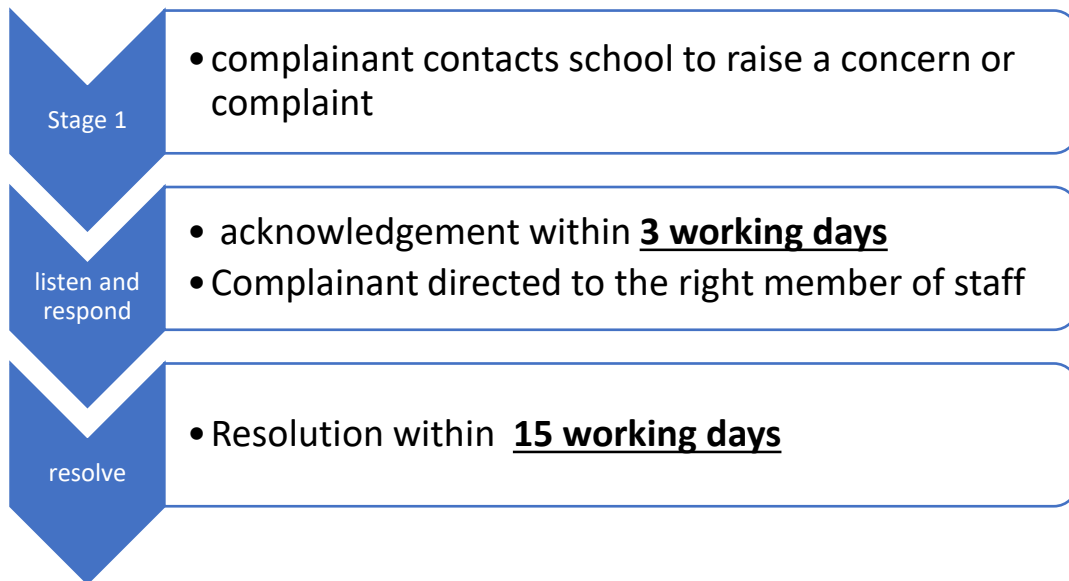 Stage 1
• complainant contacts school to raise a concern or
complaint
listen and
respond
• acknowledgement within 3 working days
• Complainant directed to the right member of staff
resolve
• Resolution within 15 working days